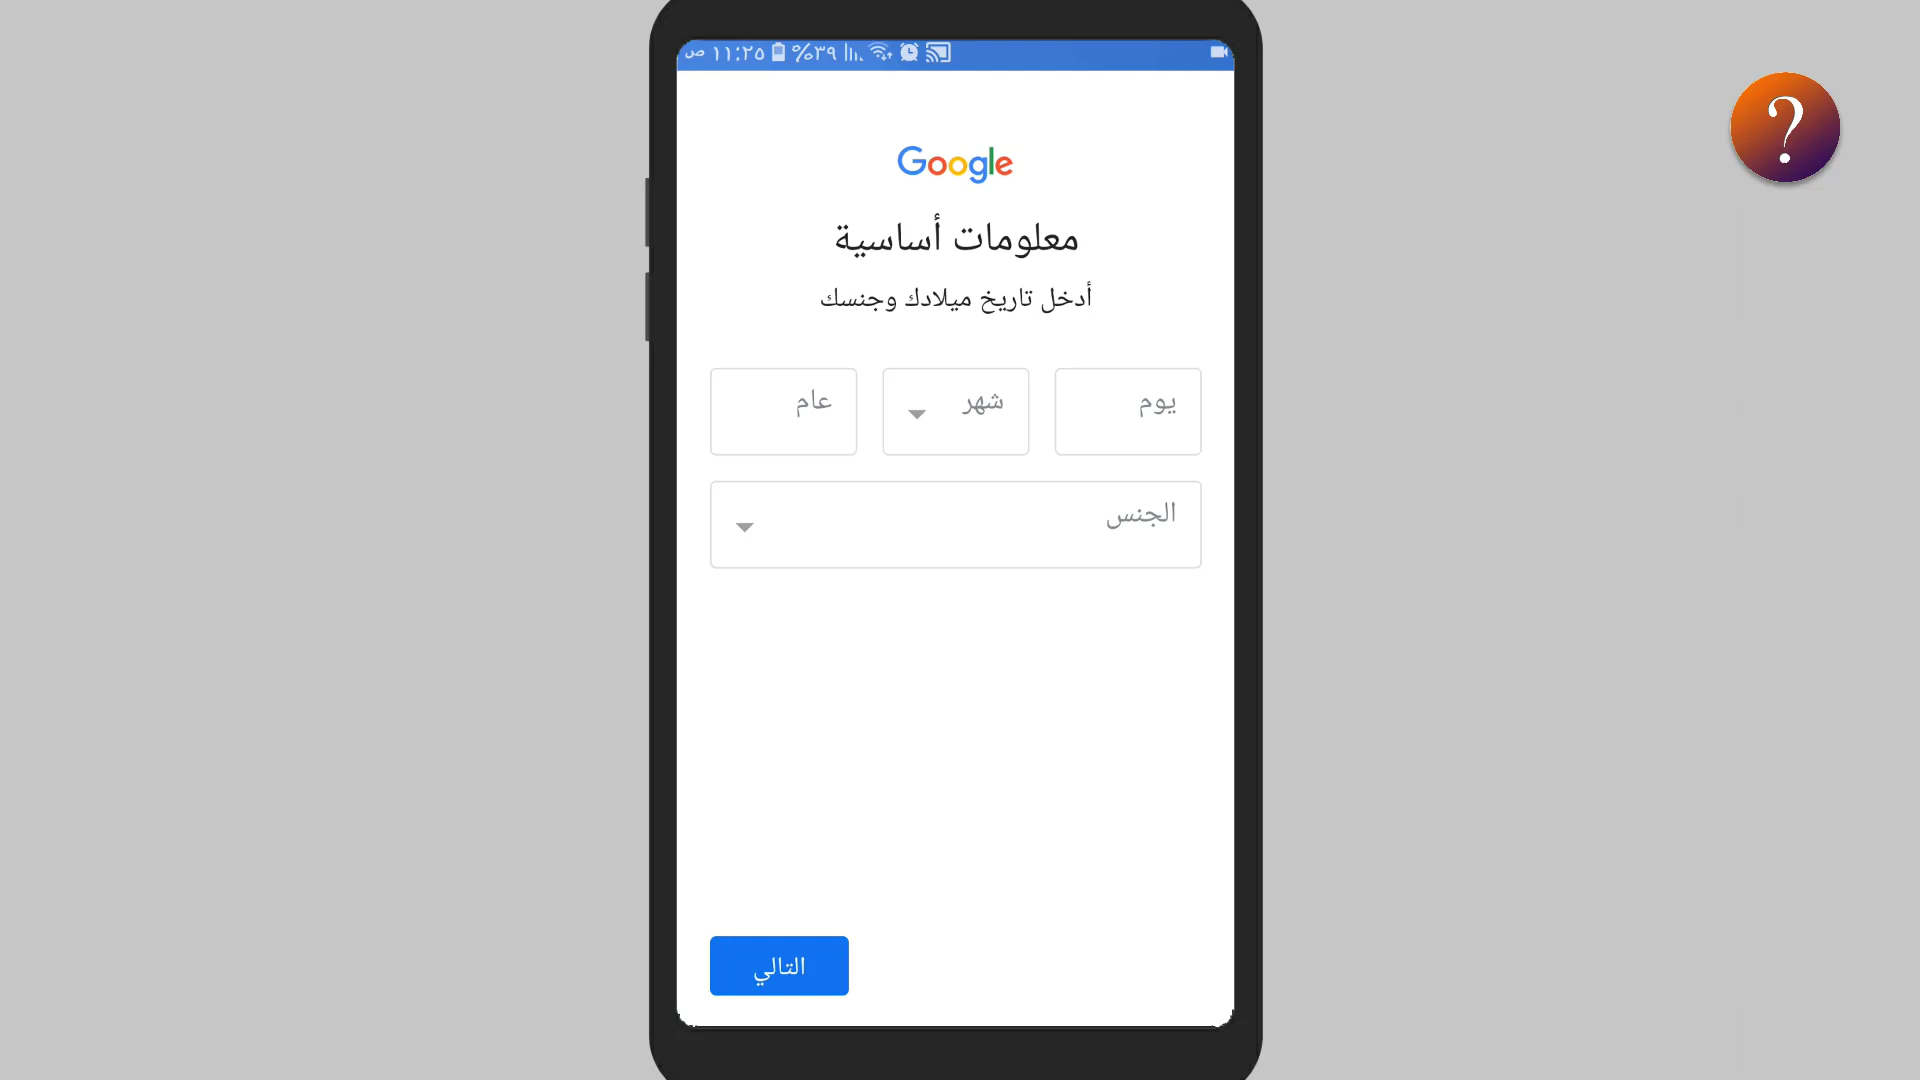 ١١:٢٥ ص ٣٩%
?
Google
معلومات أساسية
أدخل تاريخ ميلادك وجنسك
يوم شهر عام
الجنس
التالي